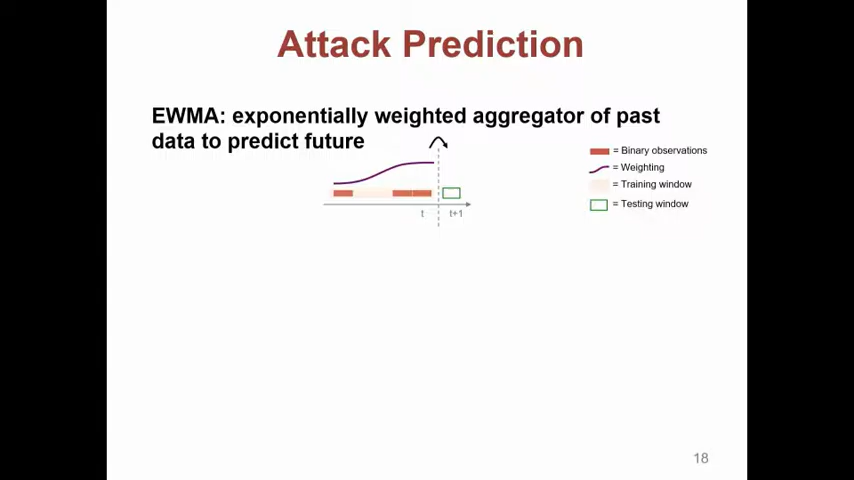 Attack Prediction
EWMA: exponentially weighted aggregator of past
data to predict future
= Binary observations
= Weighting
= Training window
= Testing window
t
t+1
18